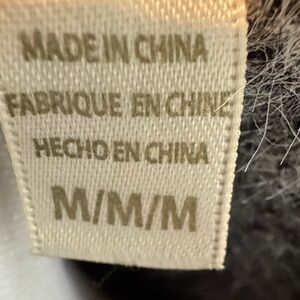 MADE IN CHINA
FABRIQUE EN CHINE
HECHO EN CHINA
M/M/M